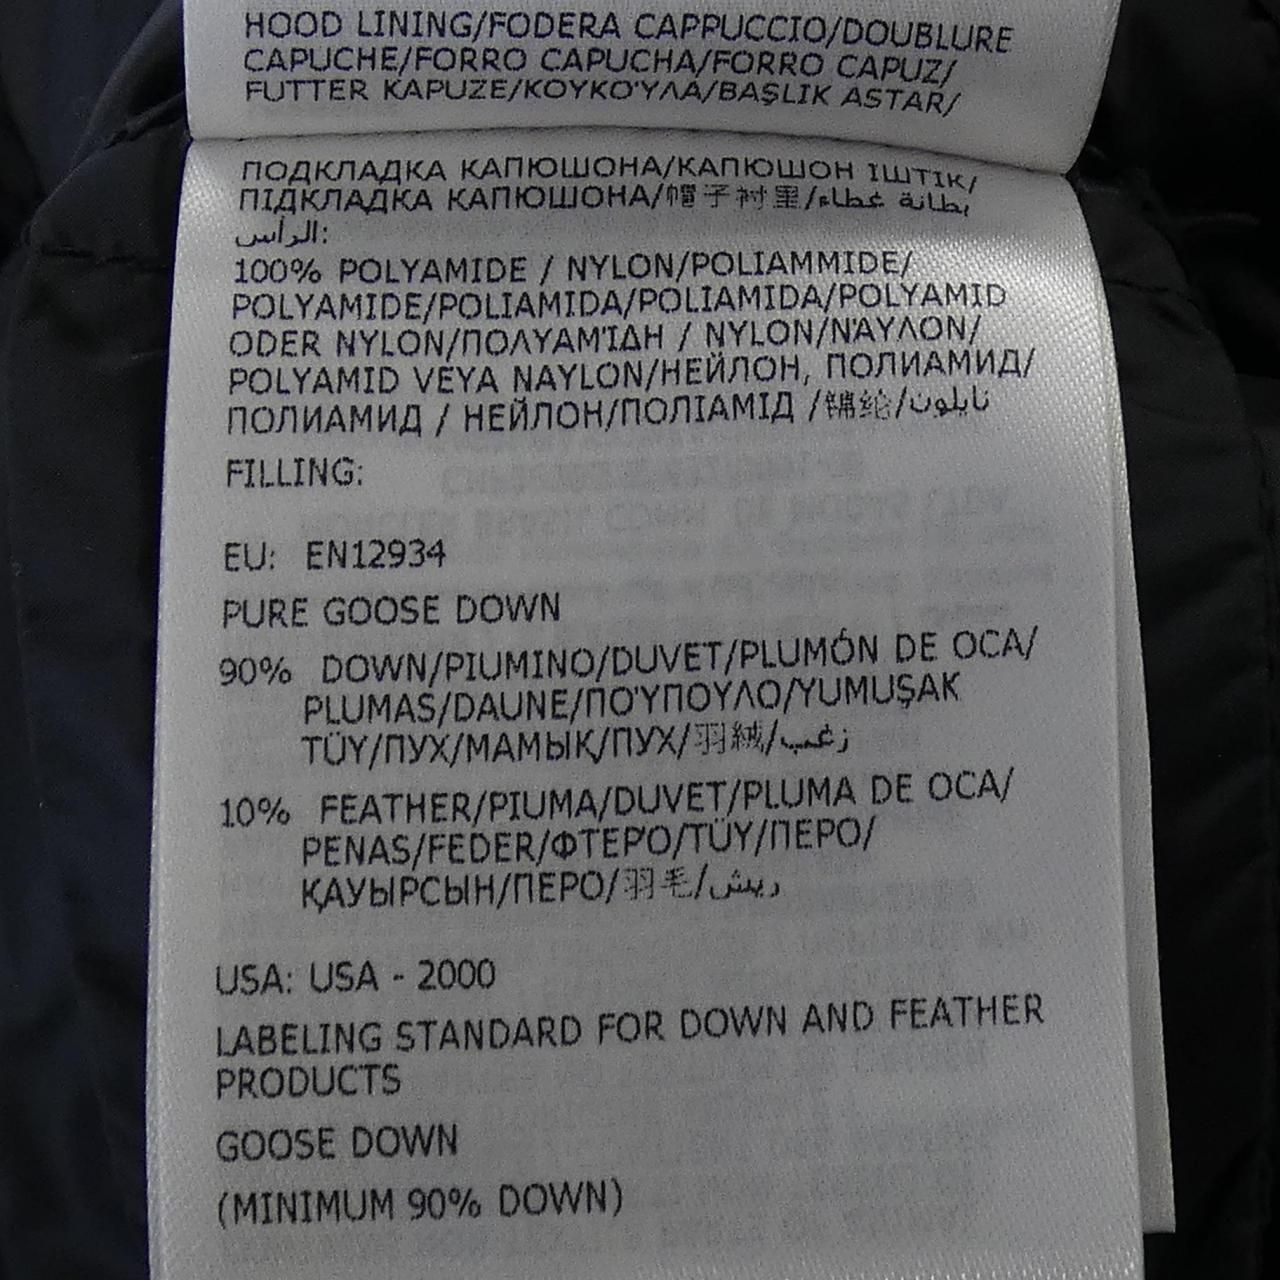 HOOD LINING/FODERA CAPPUCCIO/DOUBLURE
CAPUCHE/FORRO CAPUCHA/FORRO CAPUZ/
FUTTER KAPUZE/ΚΟΥΚΟΎΛΑ/BAŞLIK ASTAR/
ПОДКЛАДКА КАПЮШОНА/КАПЮШОН ІШТІК/
ПІДКЛАДКА КАПЮШОНА/帽子衬里/بطانة غطاء
الرأس:
100% POLYAMIDE / NYLON/POLIAMMIDE/
POLYAMIDE/POLIAMIDA/POLIAMIDA/POLYAMID
ODER NYLON/ΠΟΛΥΑΜΊΔΗ / NYLON/ΝΆΥΛΟΝ/
POLYAMID VEYA NAYLON/НЕЙЛОН, ПОЛИАМИД/
ПОЛИАМИД / НЕЙЛОН/ПОЛІАМІД /锦纶/نايلون
FILLING:
EU: EN12934
PURE GOOSE DOWN
90% DOWN/PIUMINO/DUVET/PLUMÓN DE OCA/
PLUMAS/DAUNE/ΠΟΎΠΟΥΛΟ/YUMUŞAK
TÜY/ПУХ/МАМЫҚ/ПУХ/羽絨/زغب
10% FEATHER/PIUMA/DUVET/PLUMA DE OCA/
PENAS/FEDER/ΦΤΕΡΌ/TÜY/ПЕРО/
ҚАУЫРСЫН/ПЕРО/羽毛/ريش
USA: USA - 2000
LABELING STANDARD FOR DOWN AND FEATHER
PRODUCTS
GOOSE DOWN
(MINIMUM 90% DOWN)